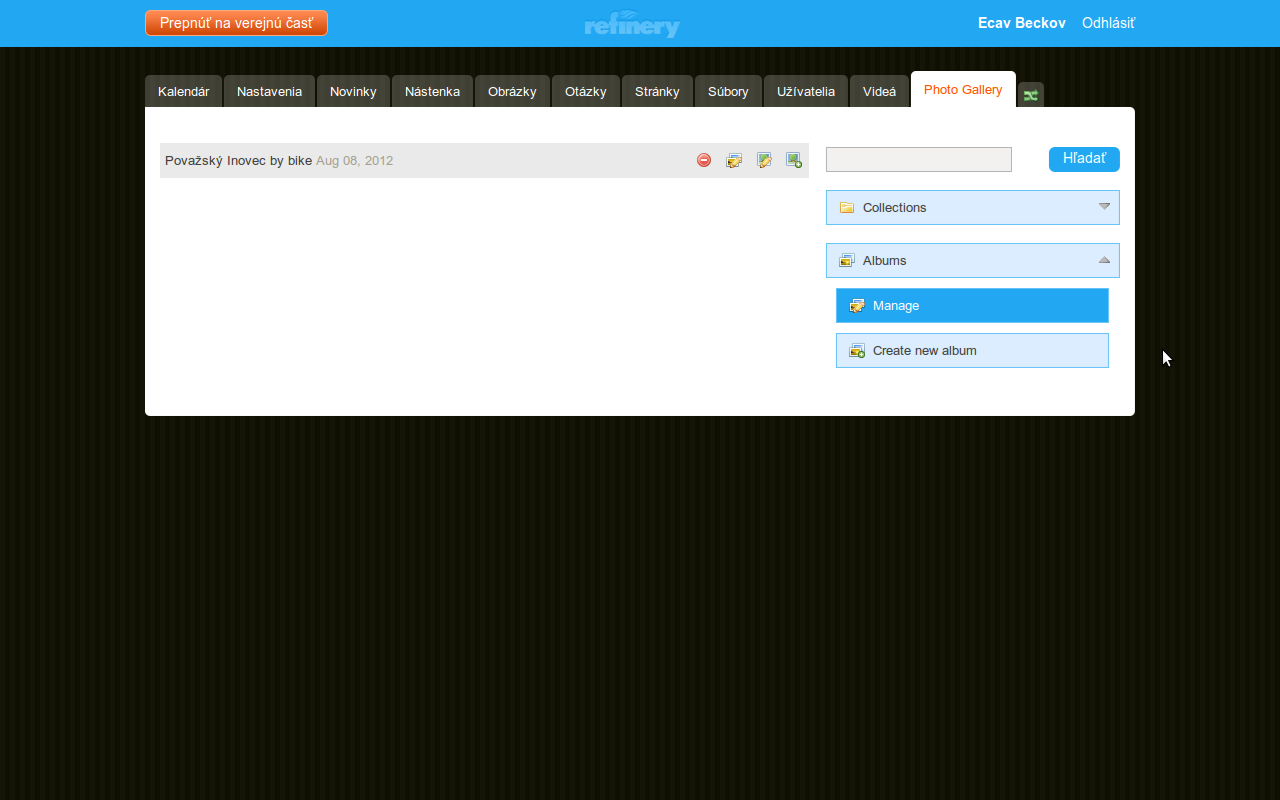 Prepnúť na verejnú časť
refinery
Ecav Beckov Odhlásiť
Kalendár Nastavenia Novinky Nástenka Obrázky Otázky Stránky Súbory Užívatelia Videá Photo Gallery
Považský Inovec by bike Aug 08, 2012
Hľadať
Collections
Albums
Manage
Create new album